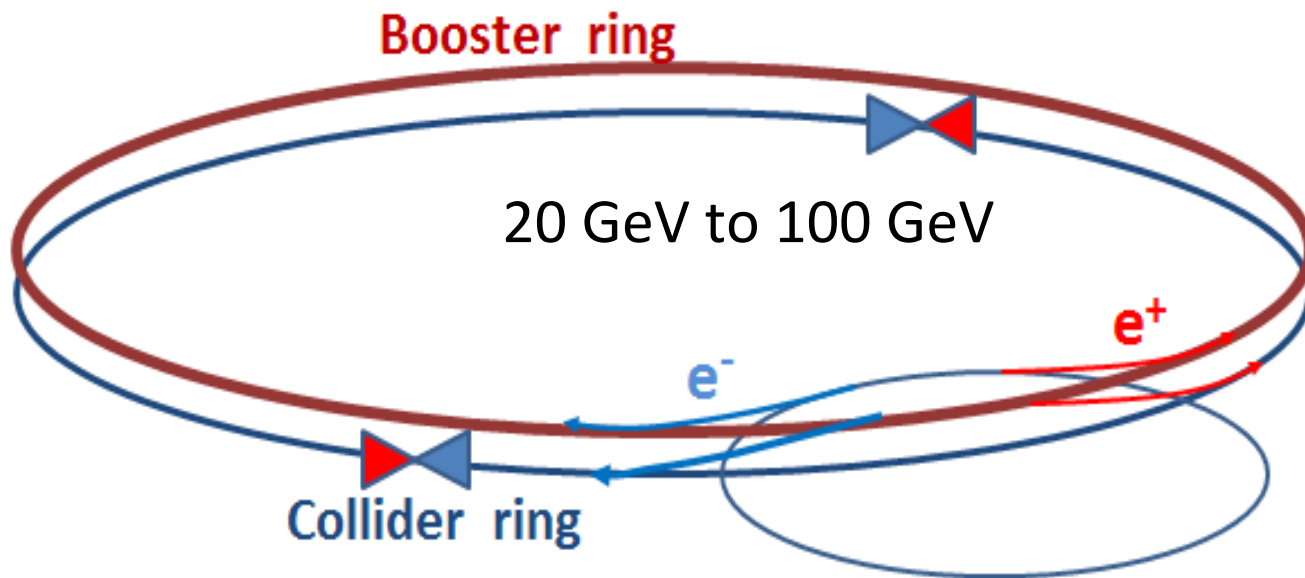 Booster ring
20 GeV to 100 GeV
e⁺
e⁻
Collider ring